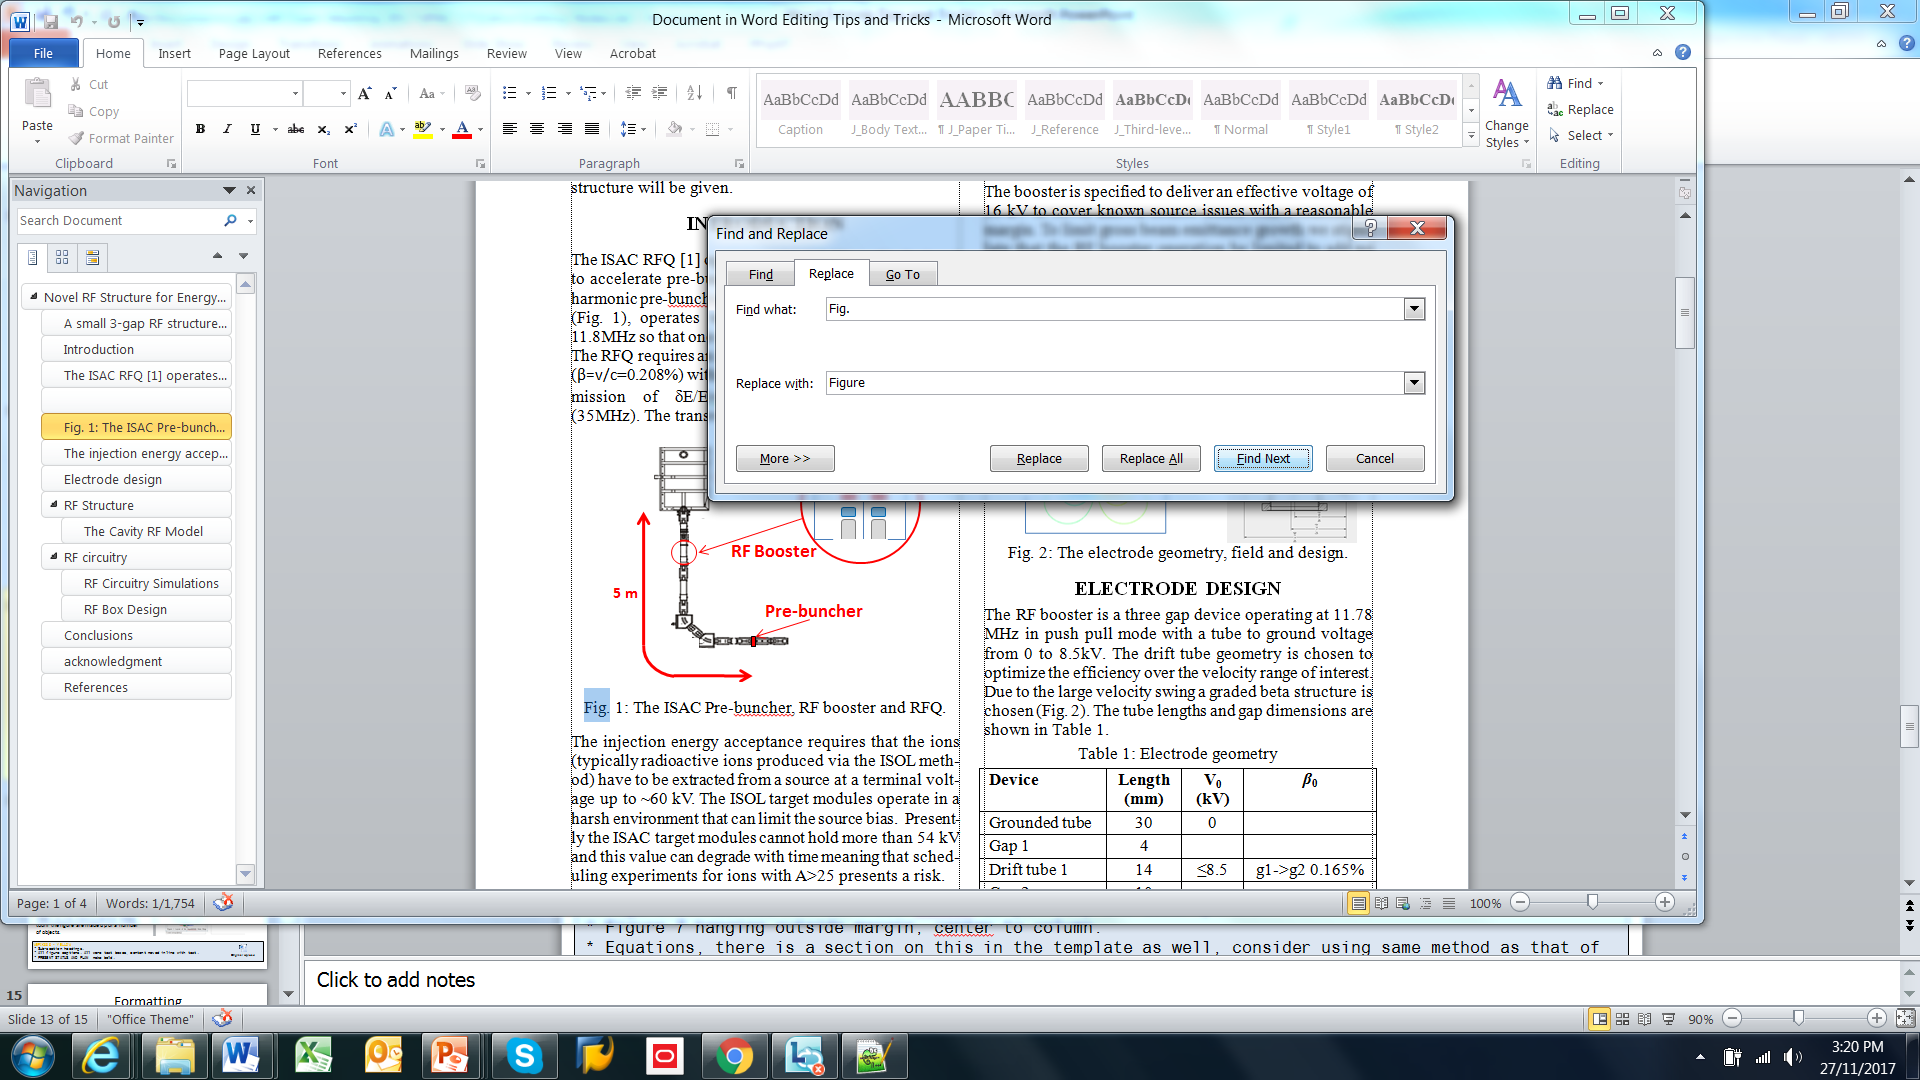 Document in Word Editing Tips and Tricks - Microsoft Word
File Home Insert Page Layout References Mailings Review View Acrobat
Paste
Cut
Copy
Format Painter
Clipboard
Font
Paragraph
AaBbCcDd AaBbCcDd AABBC AaBbCcDd AaBbCcDd AaBbCcDd AaBbCcDd AaBbCcDd
Caption J_Body Text... ¶ J_Paper Ti... J_Reference J_Third-leve... ¶ Normal ¶ Style1 ¶ Style2
Styles
Change
Styles
Find
Replace
Select
Editing
Navigation
Search Document
Novel RF Structure for Energy...
A small 3-gap RF structure...
Introduction
The ISAC RFQ [1] operates...
Fig. 1: The ISAC Pre-bunch...
The injection energy accep...
Electrode design
RF Structure
The Cavity RF Model
RF circuitry
RF Circuitry Simulations
RF Box Design
Conclusions
acknowledgment
References
structure will be given.
The ISAC RFQ [1]
to accelerate pre-b
harmonic pre-bunch
(Fig. 1), operates
11.8MHz so that on
The RFQ requires a
(β=v/c=0.208%) wit
mission of δE/E
(35MHz). The trans
5 m
RF Booster
Pre-buncher
Fig. 1: The ISAC Pre-buncher, RF booster and RFQ.
The injection energy acceptance requires that the ions
(typically radioactive ions produced via the ISOL meth-
od) have to be extracted from a source at a terminal volt-
age up to ~60 kV. The ISOL target modules operate in a
harsh environment that can limit the source bias. Present-
ly the ISAC target modules cannot hold more than 54 kV
and this value can degrade with time meaning that sched-
uling experiments for ions with A>25 presents a risk.
The booster is specified to deliver an effective voltage of
16 kV to cover known source issues with a reasonable
Find and Replace
Find Replace Go To
Find what: Fig.
Replace with: Figure
More >> Replace Replace All Find Next Cancel
Fig. 2: The electrode geometry, field and design.
ELECTRODE DESIGN
The RF booster is a three gap device operating at 11.78
MHz in push pull mode with a tube to ground voltage
from 0 to 8.5kV. The drift tube geometry is chosen to
optimize the efficiency over the velocity range of interest.
Due to the large velocity swing a graded beta structure is
chosen (Fig. 2). The tube lengths and gap dimensions are
shown in Table 1.
Table 1: Electrode geometry
Device Length (mm) V0 (kV) β0
Grounded tube 30 0
Gap 1 4
Drift tube 1 14 ≤8.5 g1->g2 0.165%
Page: 1 of 4 Words: 1/1,754 100%
* Figure 7 hanging outside margin, center to column.
* Equations, there is a section on this in the template as well, consider using same method as that of
Click to add notes
15
Formatting
Slide 13 of 15 "Office Theme" 90%
3:20 PM
27/11/2017